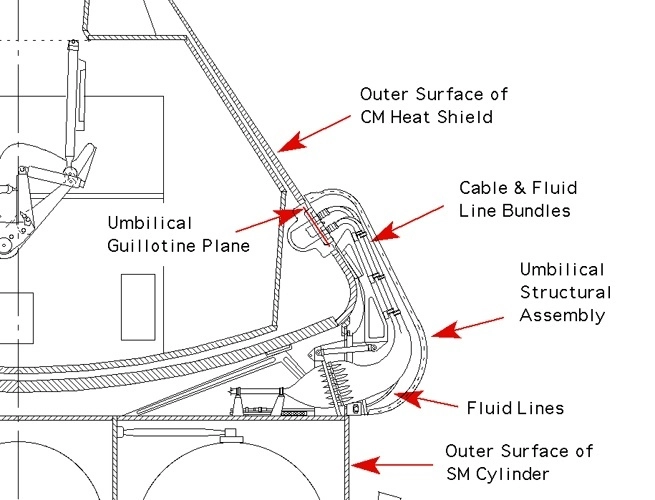 Outer Surface of
CM Heat Shield
Cable & Fluid
Line Bundles
Umbilical
Guillotine Plane
Umbilical
Structural
Assembly
Fluid Lines
Outer Surface of
SM Cylinder